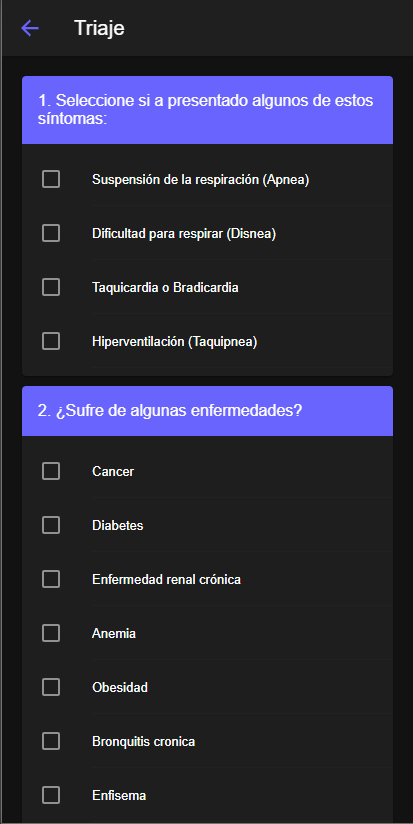 Triaje
1. Seleccione si a presentado algunos de estos
síntomas:
Suspensión de la respiración (Apnea)
Dificultad para respirar (Disnea)
Taquicardia o Bradicardia
Hiperventilación (Taquipnea)
2. ¿Sufre de algunas enfermedades?
Cancer
Diabetes
Enfermedad renal crónica
Anemia
Obesidad
Bronquitis cronica
Enfisema